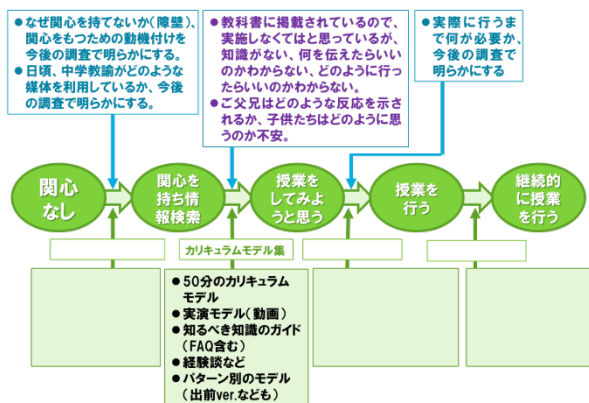 ●なぜ関心を持てないか(障壁)、
関心をもつための動機付けを
今後の調査で明らかにする。
●日頃、中学教諭がどのような
媒体を利用しているか、今後
の調査で明らかにする。
●教科書に掲載されているので、
実施しなくてはと思っているが、
知識がない、何を伝えたらいい
のかわからない、どのように行っ
たらいいのかわからない。
●ご父兄はどのような反応を示さ
れるか、子供たちはどのように思
うのか不安。
●実際に行うま
で何が必要か、
今後の調査で
明らかにする
関心
なし
関心を
持ち情
報検索
授業を
してみよ
うと思う
授業を
行う
継続的
に授業
を行う
カリキュラムモデル集
●50分のカリキュラム
モデル
●実演モデル(動画)
●知るべき知識のガイド
(FAQ含む)
●経験談など
●パターン別のモデル
(出前ver.なども)